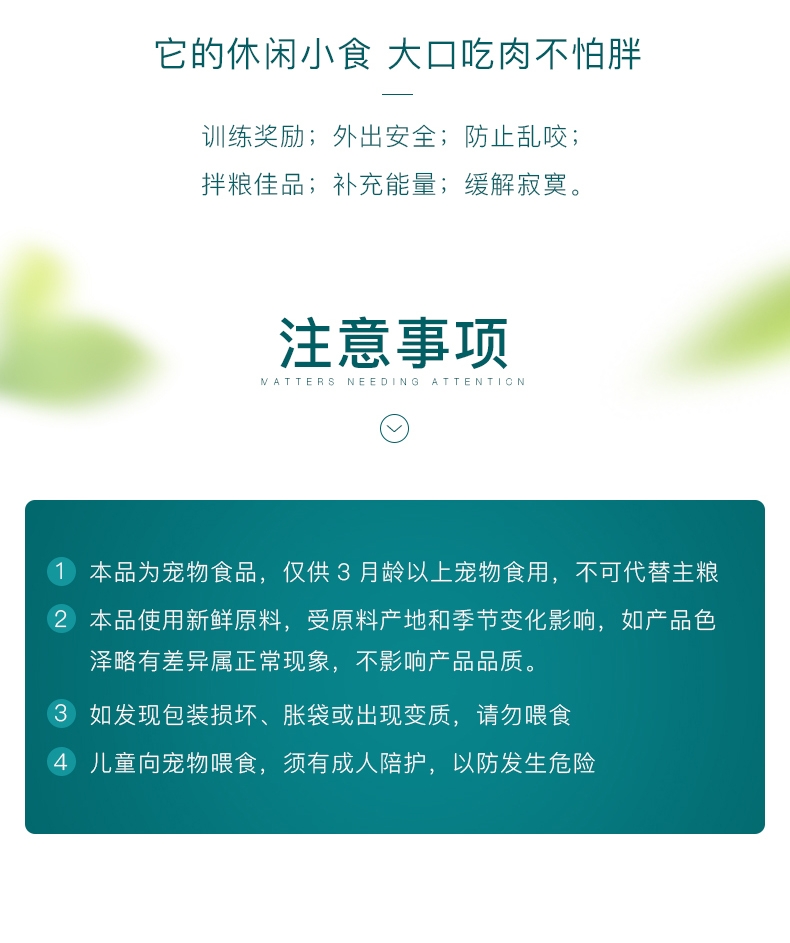 它的休闲小食 大口吃肉不怕胖
训练奖励；外出安全；防止乱咬；
拌粮佳品；补充能量；缓解寂寞。
注意事项
MATTERS NEEDING ATTENTION
1 本品为宠物食品，仅供 3 月龄以上宠物食用，不可代替主粮
2 本品使用新鲜原料，受原料产地和季节变化影响，如产品色
泽略有差异属正常现象，不影响产品品质。
3 如发现包装损坏、胀袋或出现变质，请勿喂食
4 儿童向宠物喂食，须有成人陪护，以防发生危险